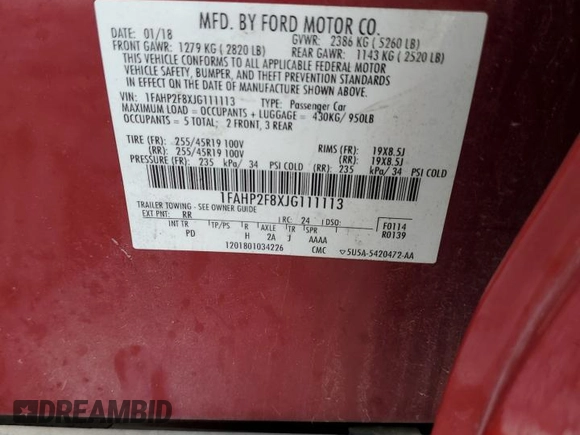 MFD. BY FORD MOTOR CO.
DATE: 01/18 GVWR: 2386 KG ( 5260 LB)
FRONT GAWR: 1279 KG ( 2820 LB) REAR GAWR: 1143 KG ( 2520 LB)
THIS VEHICLE CONFORMS TO ALL APPLICABLE FEDERAL MOTOR
VEHICLE SAFETY, BUMPER, AND THEFT PREVENTION STANDARDS
IN EFFECT ON THE DATE OF MANUFACTURE SHOWN ABOVE.
VIN: 1FAHP2F8XJG111113 TYPE: Passenger Car
MAXIMUM LOAD = OCCUPANTS + LUGGAGE = 430KG/ 950LB
OCCUPANTS = 5 TOTAL: 2 FRONT, 3 REAR
TIRE (FR): 255/45R19 100V RIMS (FR): 19X8.5J
(RR): 255/45R19 100V (RR): 19X8.5J
PRESSURE (FR): 235 kPa/ 34 PSI COLD (RR): 235 kPa/ 34 PSI COLD
1FAHP2F8XJG111113
TRAILER TOWING - SEE OWNER GUIDE
EXT PNT: RR RC: 24 DSO: F0114
INT TR TP/PS R AXLE TR SPR R0139
PD H 2A J AAAA
1201801034226 CMC ▽5U5A-5420472-AA
DREAMBID